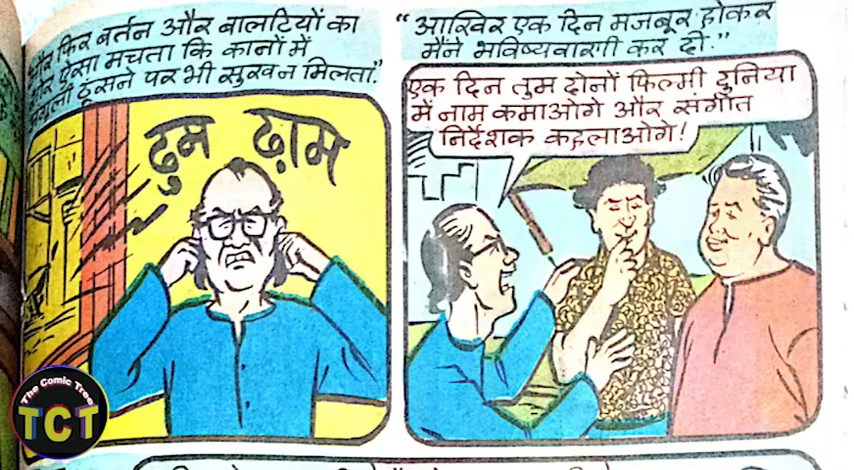 और फिर बर्तन और बालटियों का
शोर ऐसा मचता कि कानों में
ठूंसने पर भी सुख न मिलता."
ढुम ढ़ाम
"आखिर एक दिन मजबूर होकर
मैंने भविष्यवाणी कर दी."
एक दिन तुम दोनों फिल्मी दुनिया
में नाम कमाओगे और संगीत
निर्देशक कहलाओगे!
The Comic Tree
TCT